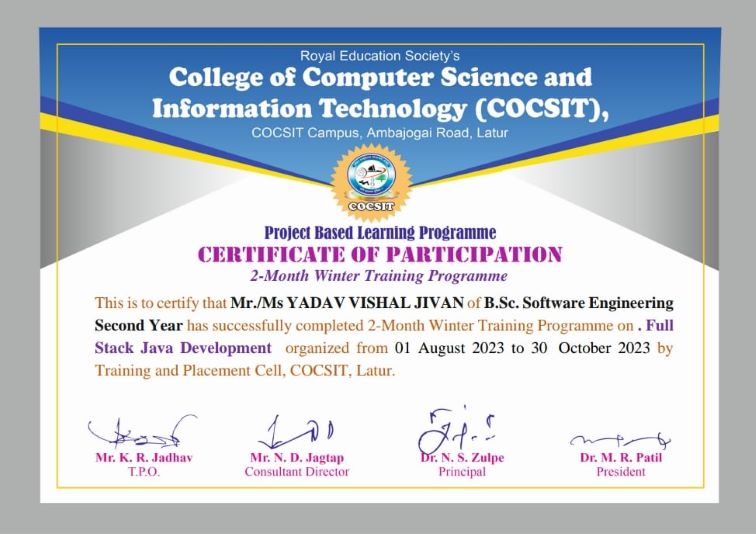 Royal Education Society's
College of Computer Science and
Information Technology (COCSIT),
COCSIT Campus, Ambajogai Road, Latur
COCSIT
Project Based Learning Programme
CERTIFICATE OF PARTICIPATION
2-Month Winter Training Programme
This is to certify that Mr./Ms YADAV VISHAL JIVAN of B.Sc. Software Engineering
Second Year has successfully completed 2-Month Winter Training Programme on . Full
Stack Java Development organized from 01 August 2023 to 30 October 2023 by
Training and Placement Cell, COCSIT, Latur.
Mr. K. R. Jadhav
T.P.O.
Mr. N. D. Jagtap
Consultant Director
Dr. N. S. Zulpe
Principal
Dr. M. R. Patil
President